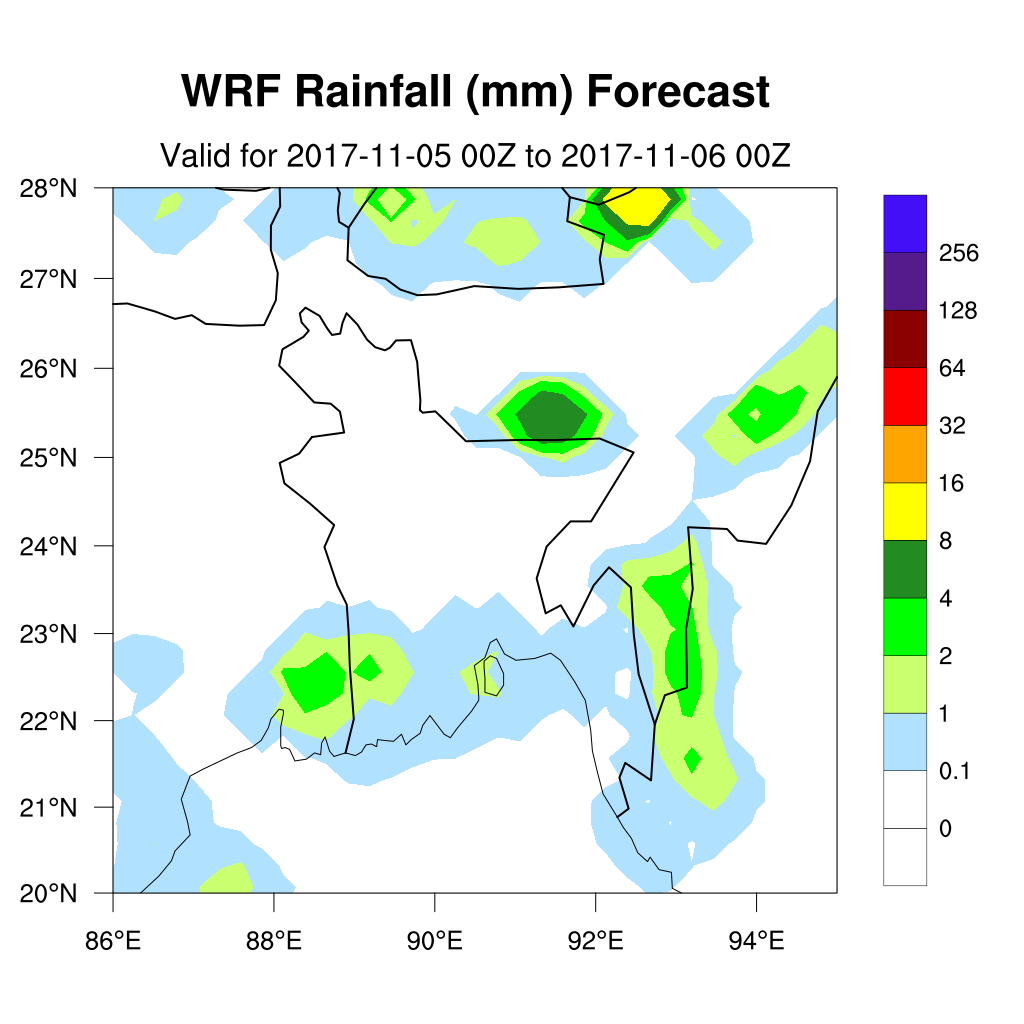 WRF Rainfall (mm) Forecast
Valid for 2017-11-05 00Z to 2017-11-06 00Z
28°N
27°N
26°N
25°N
24°N
23°N
22°N
21°N
20°N
86°E 88°E 90°E 92°E 94°E
256
128
64
32
16
8
4
2
1
0.1
0